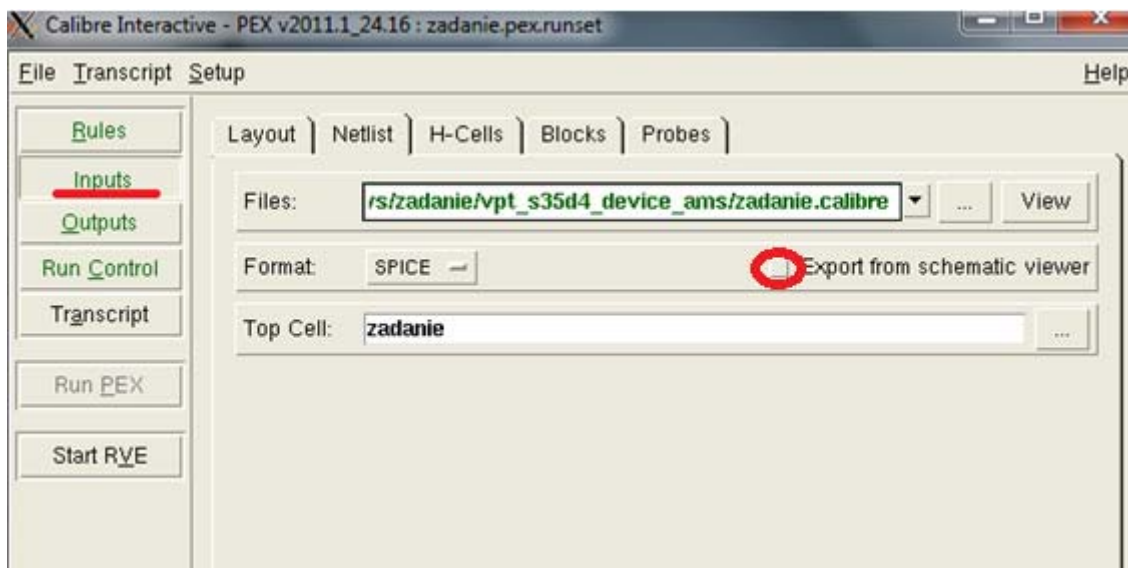 Calibre Interactive - PEX v2011.1_24.16 : zadanie.pex.runset
File Transcript Setup Help
Rules
Inputs
Outputs
Run Control
Transcript
Run PEX
Start RVE
Layout Netlist H-Cells Blocks Probes
Files: rs/zadanie/vpt_s35d4_device_ams/zadanie.calibre ... View
Format: SPICE Export from schematic viewer
Top Cell: zadanie ...